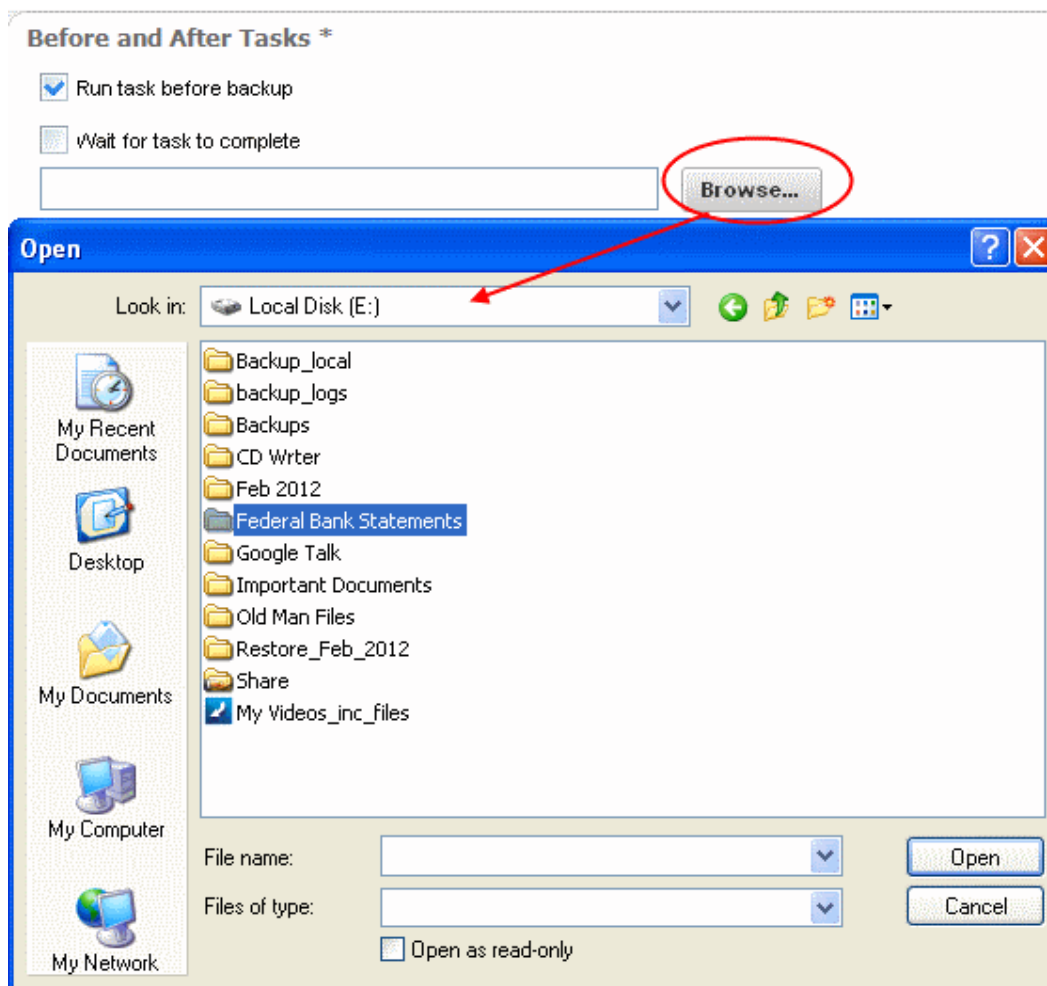 Before and After Tasks *
Run task before backup
Wait for task to complete
Browse...
Open
Look in: Local Disk (E:)
My Recent Documents
Desktop
My Documents
My Computer
My Network
Backup_local
backup_logs
Backups
CD Wrter
Feb 2012
Federal Bank Statements
Google Talk
Important Documents
Old Man Files
Restore_Feb_2012
Share
My Videos_inc_files
File name:
Open
Files of type:
Cancel
Open as read-only